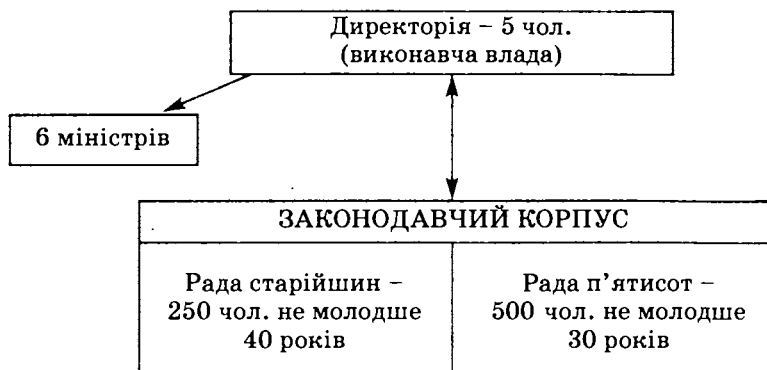 Директорія – 5 чол.
(виконавча влада)
6 міністрів
ЗАКОНОДАВЧИЙ КОРПУС
Рада старійшин –
250 чол. не молодше
40 років
Рада п’ятисот –
500 чол. не молодше
30 років